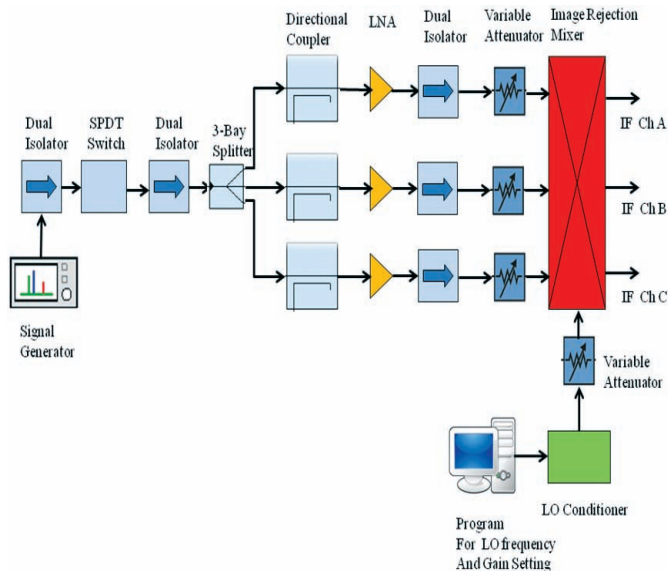 Directional
Coupler
LNA
Dual
Isolator
Variable
Attenuator
Image Rejection
Mixer
Dual
Isolator
SPDT
Switch
Dual
Isolator
3-Bay
Splitter
IF Ch A
IF Ch B
IF Ch C
Signal
Generator
Variable
Attenuator
LO Conditioner
Program
For LO frequency
And Gain Setting